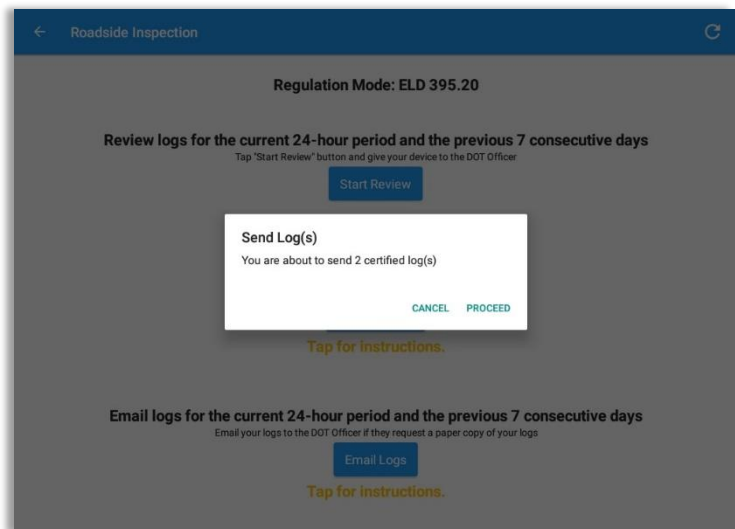 Roadside Inspection
Regulation Mode: ELD 395.20
Review logs for the current 24-hour period and the previous 7 consecutive days
Tap "Start Review" button and give your device to the DOT Officer
Start Review
Send Log(s)
You are about to send 2 certified log(s)
CANCEL PROCEED
Tap for instructions.
Email logs for the current 24-hour period and the previous 7 consecutive days
Email your logs to the DOT Officer if they request a paper copy of your logs
Email Logs
Tap for instructions.